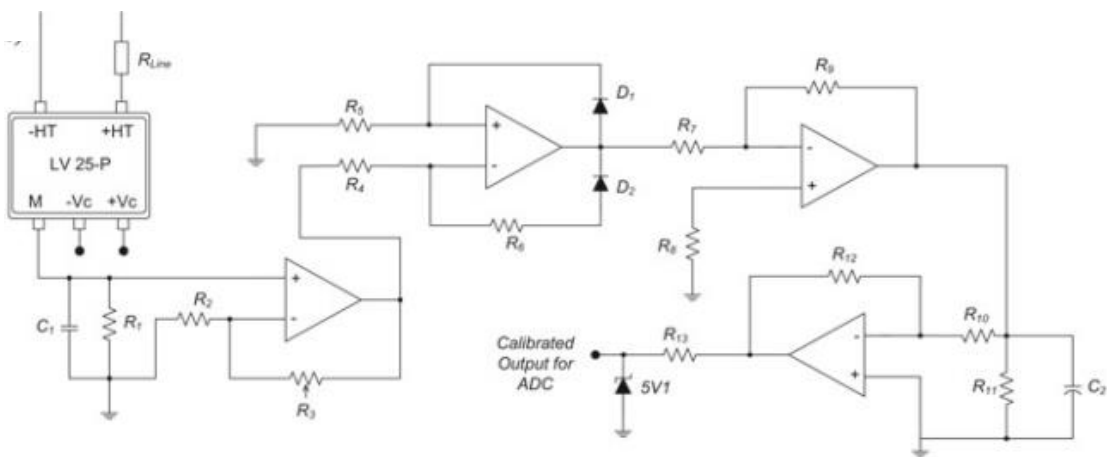 R_Line
-HT +HT
LV 25-P
M -Vc +Vc
C1
R1
R2
R3
R5
R4
+
-
R6
D1
D2
R7
R9
-
+
R8
+
-
R12
R10
-
+
R11
C2
R13
5V1
Calibrated
Output for
ADC